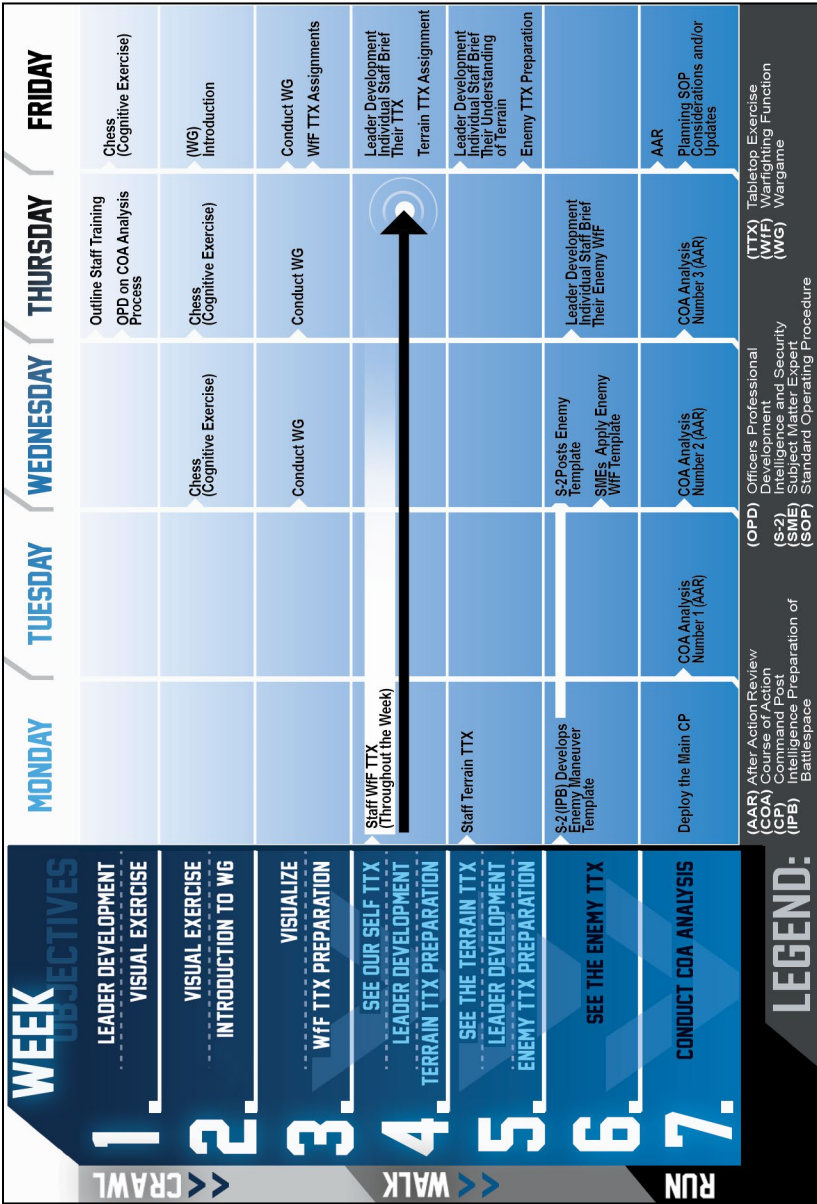 WEEK
OBJECTIVES
MONDAY
TUESDAY
WEDNESDAY
THURSDAY
FRIDAY
CRAWL
1.
LEADER DEVELOPMENT
VISUAL EXERCISE
Outline Staff Training
OPD on COA Analysis
Process
Chess
(Cognitive Exercise)
2.
VISUAL EXERCISE
INTRODUCTION TO WG
Chess
(Cognitive Exercise)
Chess
(Cognitive Exercise)
(WG)
Introduction
3.
VISUALIZE
WfF TTX PREPARATION
Conduct WG
Conduct WG
Conduct WG
WfF TTX Assignments
WALK
4.
SEE OUR SELF TTX
LEADER DEVELOPMENT
TERRAIN TTX PREPARATION
Staff WfF TTX
(Throughout the Week)
Leader Development
Individual Staff Brief
Their TTX
Terrain TTX Assignment
5.
SEE THE TERRAIN TTX
LEADER DEVELOPMENT
ENEMY TTX PREPARATION
Staff Terrain TTX
Leader Development
Individual Staff Brief
Their Understanding
of Terrain
Enemy TTX Preparation
6.
SEE THE ENEMY TTX
S-2 (IPB) Develops
Enemy Maneuver
Template
S-2 Posts Enemy
Template
SMEs Apply Enemy
WfF Template
Leader Development
Individual Staff Brief
Their Enemy WfF
RUN
7.
CONDUCT COA ANALYSIS
Deploy the Main CP
COA Analysis
Number 1 (AAR)
COA Analysis
Number 2 (AAR)
COA Analysis
Number 3 (AAR)
AAR
Planning SOP
Considerations and/or
Updates
LEGEND:
(AAR) After Action Review
(COA) Course of Action
(CP) Command Post
(IPB) Intelligence Preparation of
Battlespace
(OPD) Officers Professional
Development
(S-2) Intelligence and Security
(SME) Subject Matter Expert
(SOP) Standard Operating Procedure
(TTX) Tabletop Exercise
(WfF) Warfighting Function
(WG) Wargame